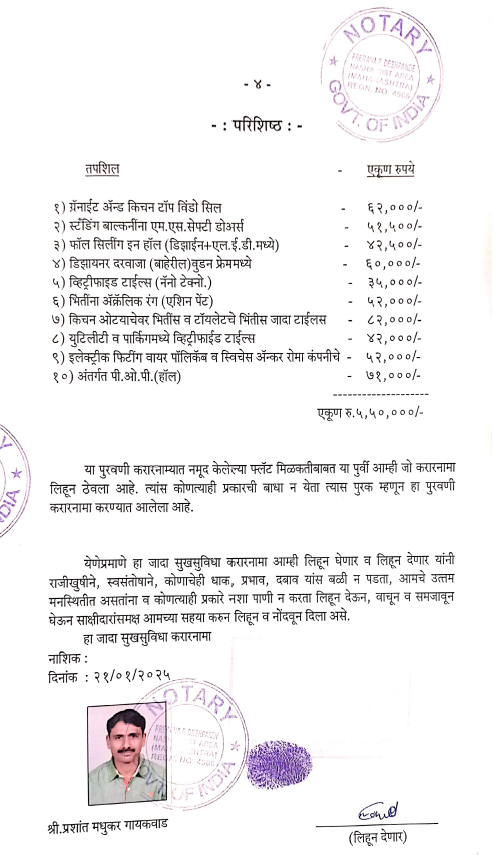 NOTARY
GOVT. OF INDIA
- ४ -
- : परिशिष्ठ : -
तपशिल - एकूण रुपये
१) ग्रॅनाईट ॲन्ड किचन टॉप विंडो सिल - ६२,०००/-
२) स्टँडिंग बाल्कनींना एम.एस.सेफ्टी डोअर्स - ५१,५००/-
३) फॉल सिलींग इन हॉल (डिझाईन+एल.ई.डी.मध्ये) - ४२,५००/-
४) डिझायनर दरवाजा (बाहेरील)वुडन फ्रेममध्ये - ६०,०००/-
५) व्हिट्रीफाइड टाईल्स (नॅनो टेक्नो.) - ३५,०००/-
६) भिर्तीना ॲक्रॅलिक रंग (एशिन पेंट) - ५२,०००/-
७) किचन ओटयाचेवर भिर्तीस व टॉयलेटचे भिंतीस जादा टाईलस - ८२,०००/-
८) युटिलीटी व पार्किंगमध्ये व्हिट्रीफाईड टाईल्स - ४२,०००/-
९) इलेक्ट्रीक फिटींग वायर पॉलिकॅब व स्विचेस ॲन्कर रोमा कंपनीचे - ५२,०००/-
१०) अंतर्गत पी.ओ.पी.(हॉल) - ७१,०००/-
--------------------
एकूण रु.५,५०,०००/-
या पुरवणी करारनाम्यात नमूद केलेल्या फ्लॅट मिळकतीबाबत या पुर्वी आम्ही जो करारनामा
लिहून ठेवला आहे. त्यांस कोणत्याही प्रकारची बाधा न येता त्यास पुरक म्हणून हा पुरवणी
करारनामा करण्यात आलेला आहे.
येणेप्रमाणे हा जादा सुखसुविधा करारनामा आम्ही लिहून घेणार व लिहून देणार यांनी
राजीखुषीने, स्वसंतोषाने, कोणाचेही धाक, प्रभाव, दबाव यांस बळी न पडता, आमचे उत्तम
मनस्थितीत असतांना व कोणत्याही प्रकारे नशा पाणी न करता लिहून देऊन, वाचून व समजावून
घेऊन साक्षीदारांसमक्ष आमच्या सहया करुन लिहून व नोंदवून दिला असे.
हा जादा सुखसुविधा करारनामा
नाशिक :
दिनांक : २१/०१/२०२५
NOTARY
GOVT OF INDIA
श्री.प्रशांत मधुकर गायकवाड
(लिहून देणार)